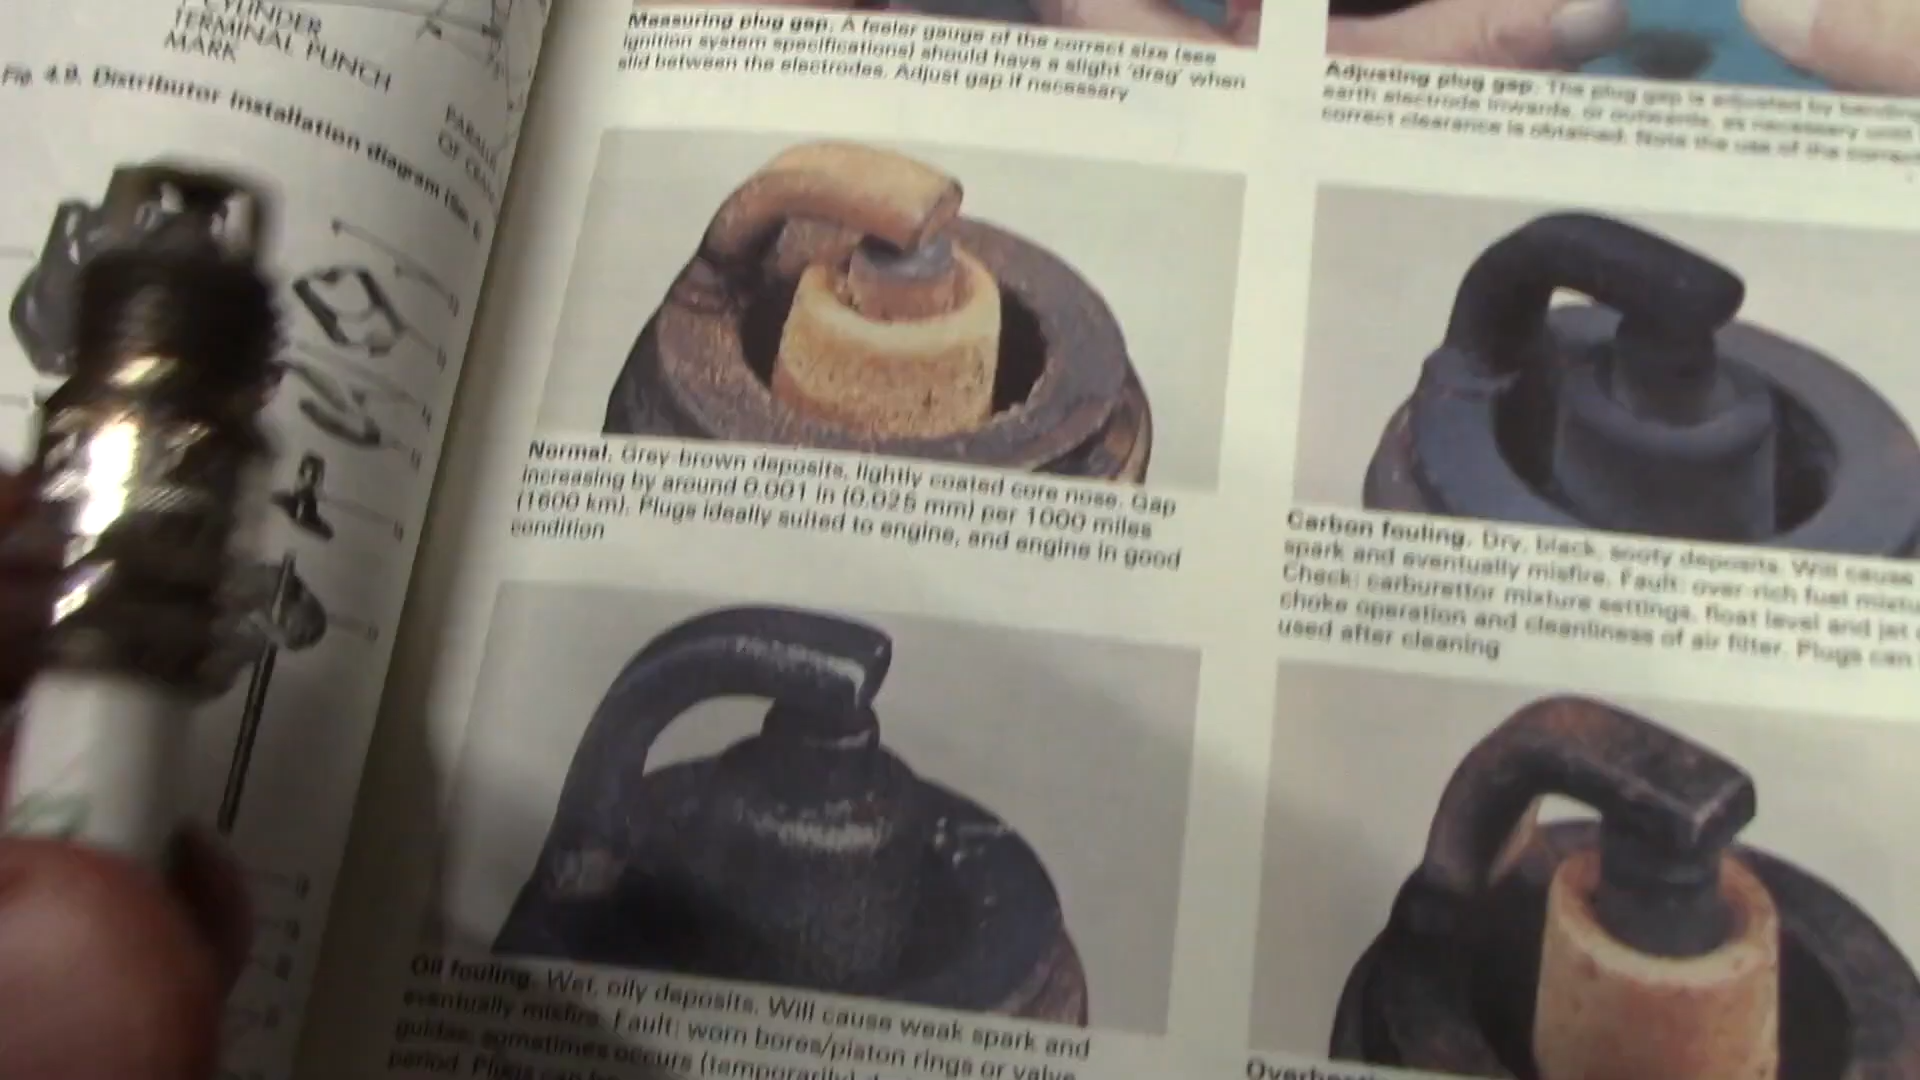 CYLINDER
TERMINAL PUNCH
MARK
Fig. 4.9. Distributor installation diagram
Measuring plug gap. A feeler gauge of the correct size (see
ignition system specifications) should have a slight 'drag' when
slid between the electrodes. Adjust gap if necessary
Adjusting plug gap. The plug gap is adjusted by bending
earth electrode inwards, or outwards, as necessary until
correct clearance is obtained. Note the use of the correct
Normal. Grey-brown deposits, lightly coated core nose. Gap
increasing by around 0.001 in (0.025 mm) per 1000 miles
(1600 km). Plugs ideally suited to engine, and engine in good
condition
Carbon fouling. Dry, black, sooty deposits. Will cause
spark and eventually misfire. Fault: over-rich fuel
Check: carburettor mixture settings, float level and jet
choke operation and cleanliness of air filter. Plugs can
used after cleaning
Oil fouling. Wet, oily deposits. Will cause weak spark and
eventually misfire. Fault: worn bores/piston rings or valve
guides; sometimes occurs (temporarily)
period. Plugs can